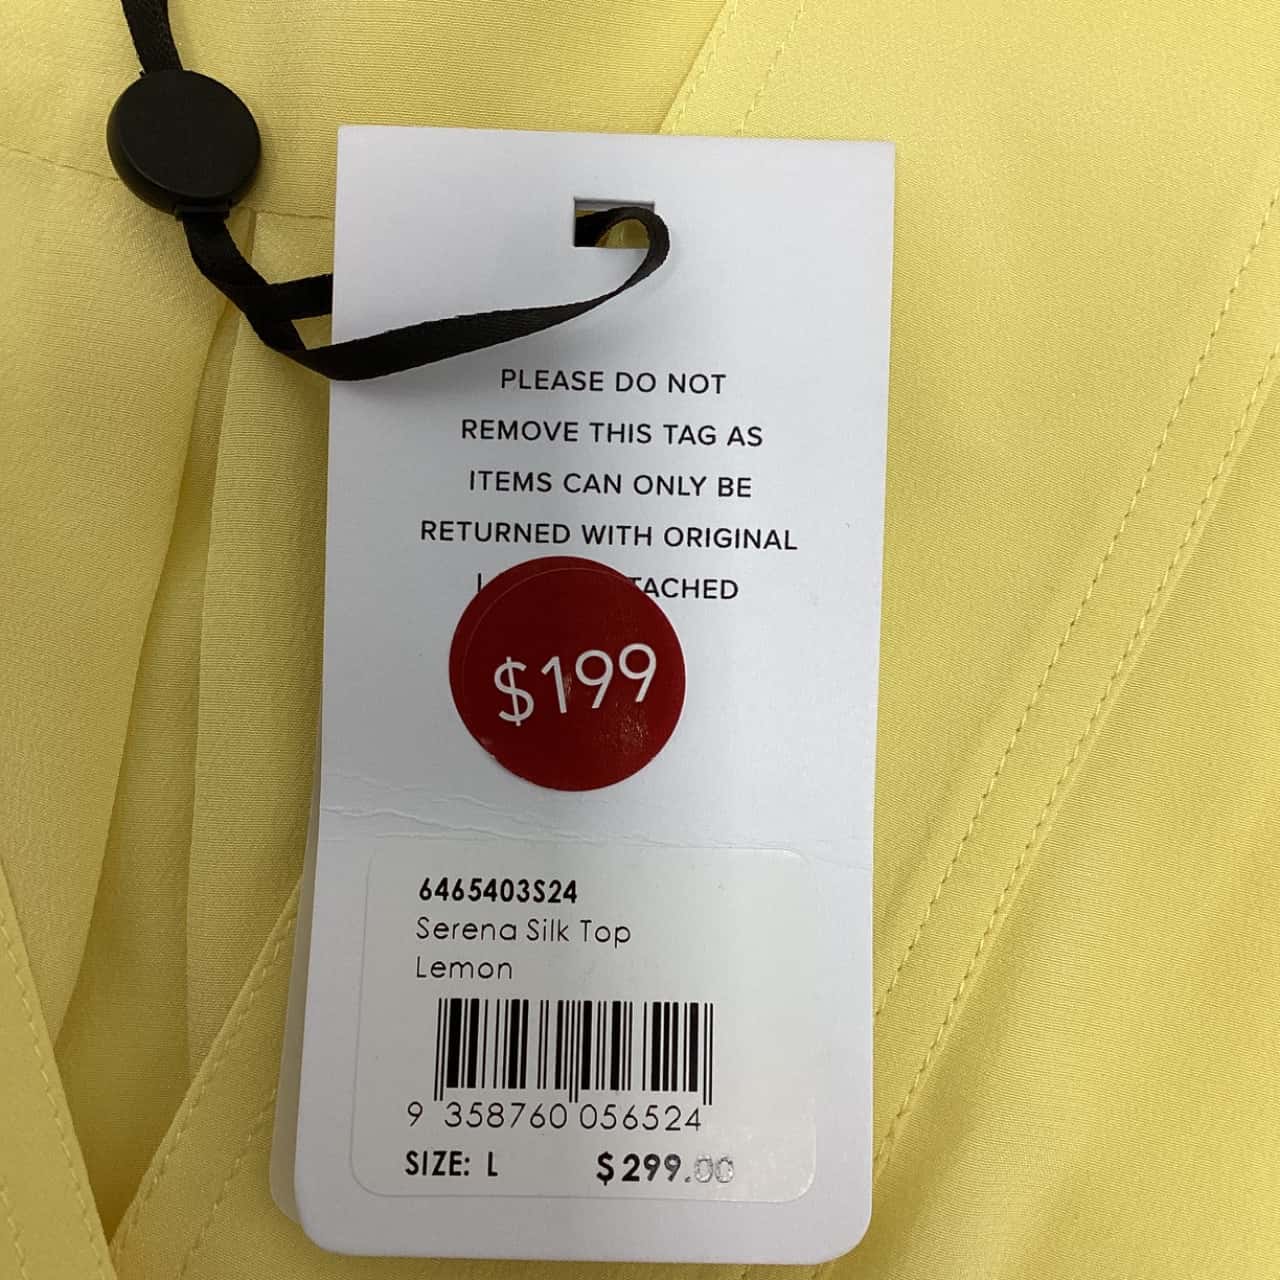 PLEASE DO NOT
REMOVE THIS TAG AS
ITEMS CAN ONLY BE
RETURNED WITH ORIGINAL
$199
6465403S24
Serena Silk Top
Lemon
9 358760 056524
SIZE: L $299.00